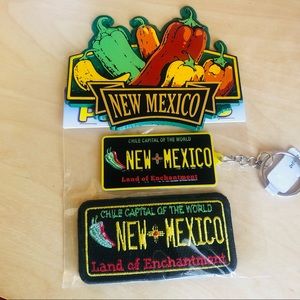 NEW MEXICO
CHILE CAPITAL OF THE WORLD
NEW MEXICO
Land of Enchantment
CHILE CAPITAL OF THE WORLD
NEW MEXICO
Land of Enchantment